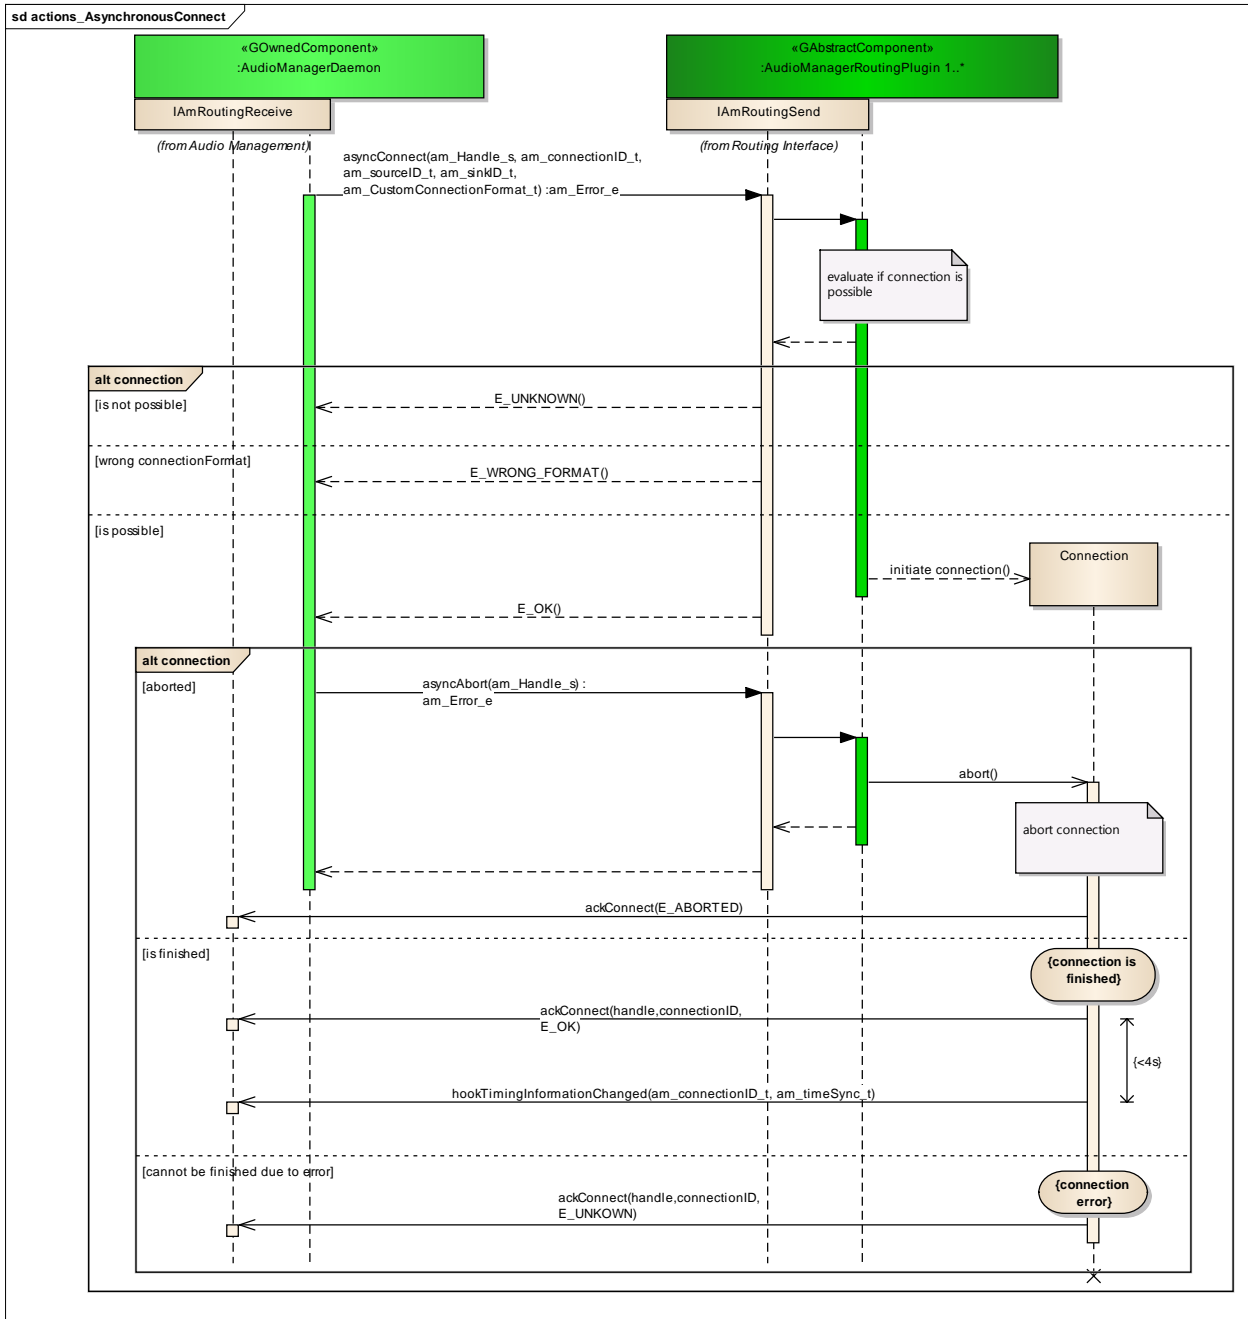 sd actions_AsynchronousConnect
«GOwnedComponent»
:AudioManagerDaemon
«GAbstractComponent»
:AudioManagerRoutingPlugin 1..*
IAmRoutingReceive
IAmRoutingSend
(from Audio Management)
(from Routing Interface)
asyncConnect(am_Handle_s, am_connectionID_t,
am_sourceID_t, am_sinkID_t,
am_CustomConnectionFormat_t) :am_Error_e
evaluate if connection is
possible
alt connection
[is not possible]
E_UNKNOWN()
[wrong connectionFormat]
E_WRONG_FORMAT()
[is possible]
Connection
initiate connection()
E_OK()
alt connection
[aborted]
asyncAbort(am_Handle_s) :
am_Error_e
abort()
abort connection
ackConnect(E_ABORTED)
[is finished]
{connection is
finished}
ackConnect(handle,connectionID,
E_OK)
{<4s}
hookTimingInformationChanged(am_connectionID_t, am_timeSync_t)
[cannot be finished due to error]
{connection
error}
ackConnect(handle,connectionID,
E_UNKOWN)